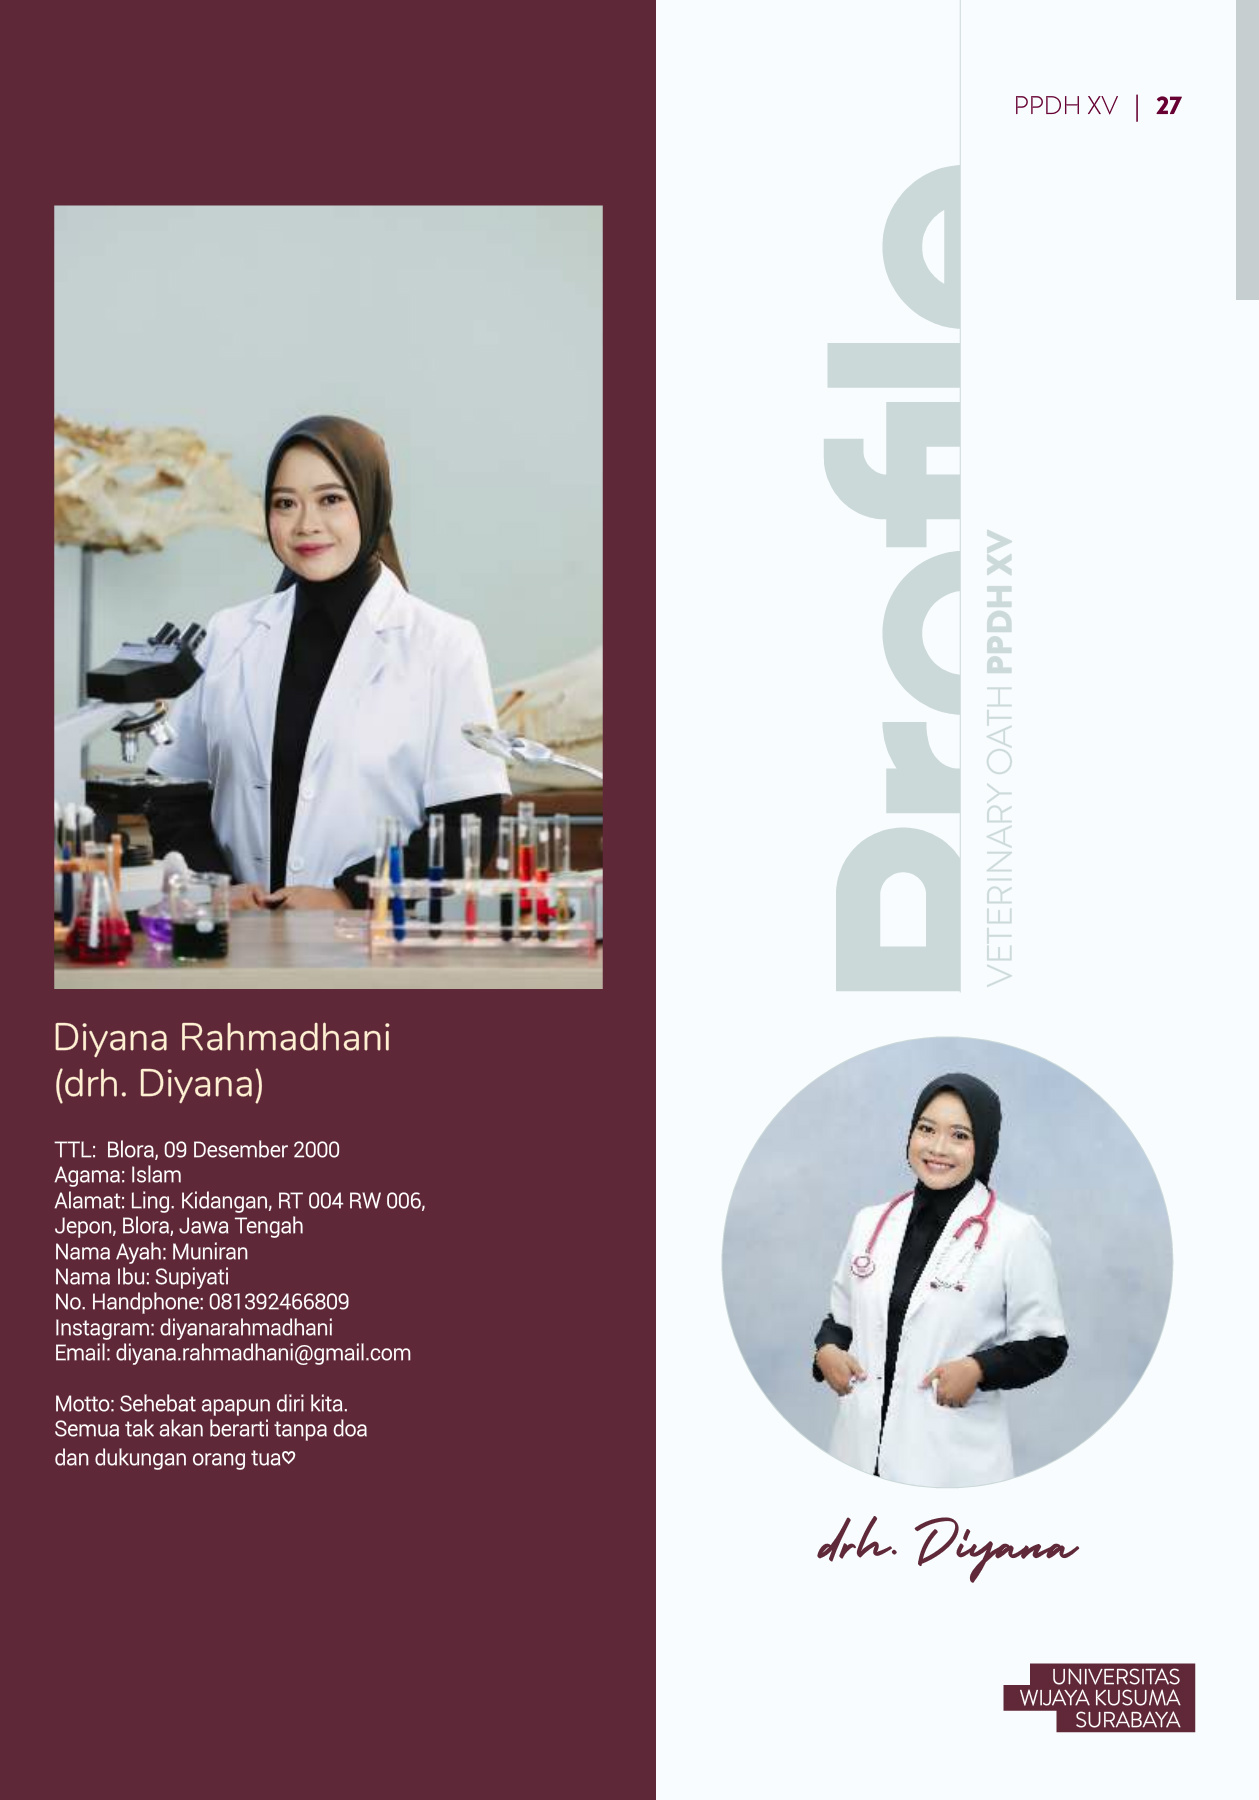 PPDH XV | 27
Profile
VETERINARY OATH PPDH XV
Diyana Rahmadhani
(drh. Diyana)
TTL:  Blora, 09 Desember 2000
Agama: Islam
Alamat: Ling. Kidangan, RT 004 RW 006,
Jepon, Blora, Jawa Tengah
Nama Ayah: Muniran
Nama Ibu: Supiyati
No. Handphone: 081392466809
Instagram: diyanarahmadhani
Email: diyana.rahmadhani@gmail.com
Motto: Sehebat apapun diri kita.
Semua tak akan berarti tanpa doa
dan dukungan orang tua♡
drh. Diyana
UNIVERSITAS
WIJAYA KUSUMA
SURABAYA